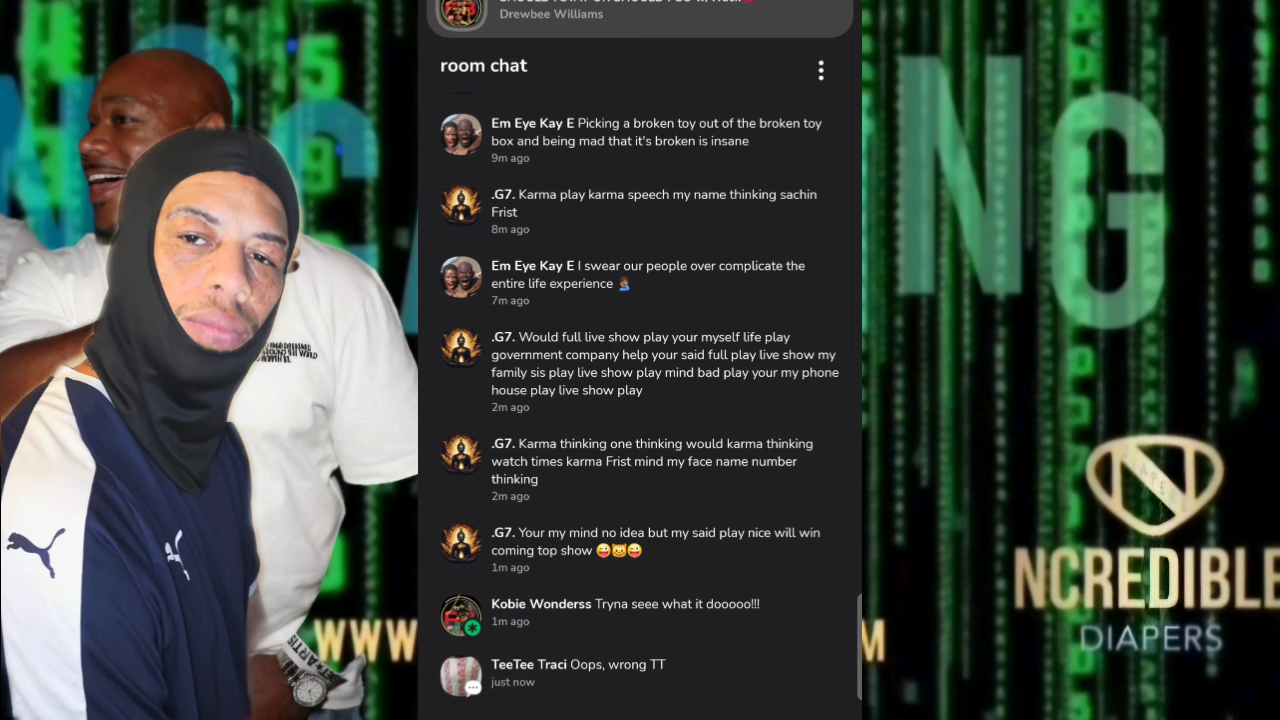 Drewbee Williams
room chat
Em Eye Kay E Picking a broken toy out of the broken toy
box and being mad that it's broken is insane
9m ago
.G7. Karma play karma speech my name thinking sachin
Frist
8m ago
Em Eye Kay E I swear our people over complicate the
entire life experience 🤦🏾‍♂️
7m ago
.G7. Would full live show play your myself life play
government company help your said full play live show my
family sis play live show play mind bad play your my phone
house play live show play
2m ago
.G7. Karma thinking one thinking would karma thinking
watch times karma Frist mind my face name number
thinking
2m ago
.G7. Your my mind no idea but my said play nice will win
coming top show 😜😺😜
1m ago
Kobie Wonderss Tryna seee what it dooooo!!!
1m ago
TeeTee Traci Oops, wrong TT
just now
NG
NCREDIBLE
DIAPERS
WWW
M